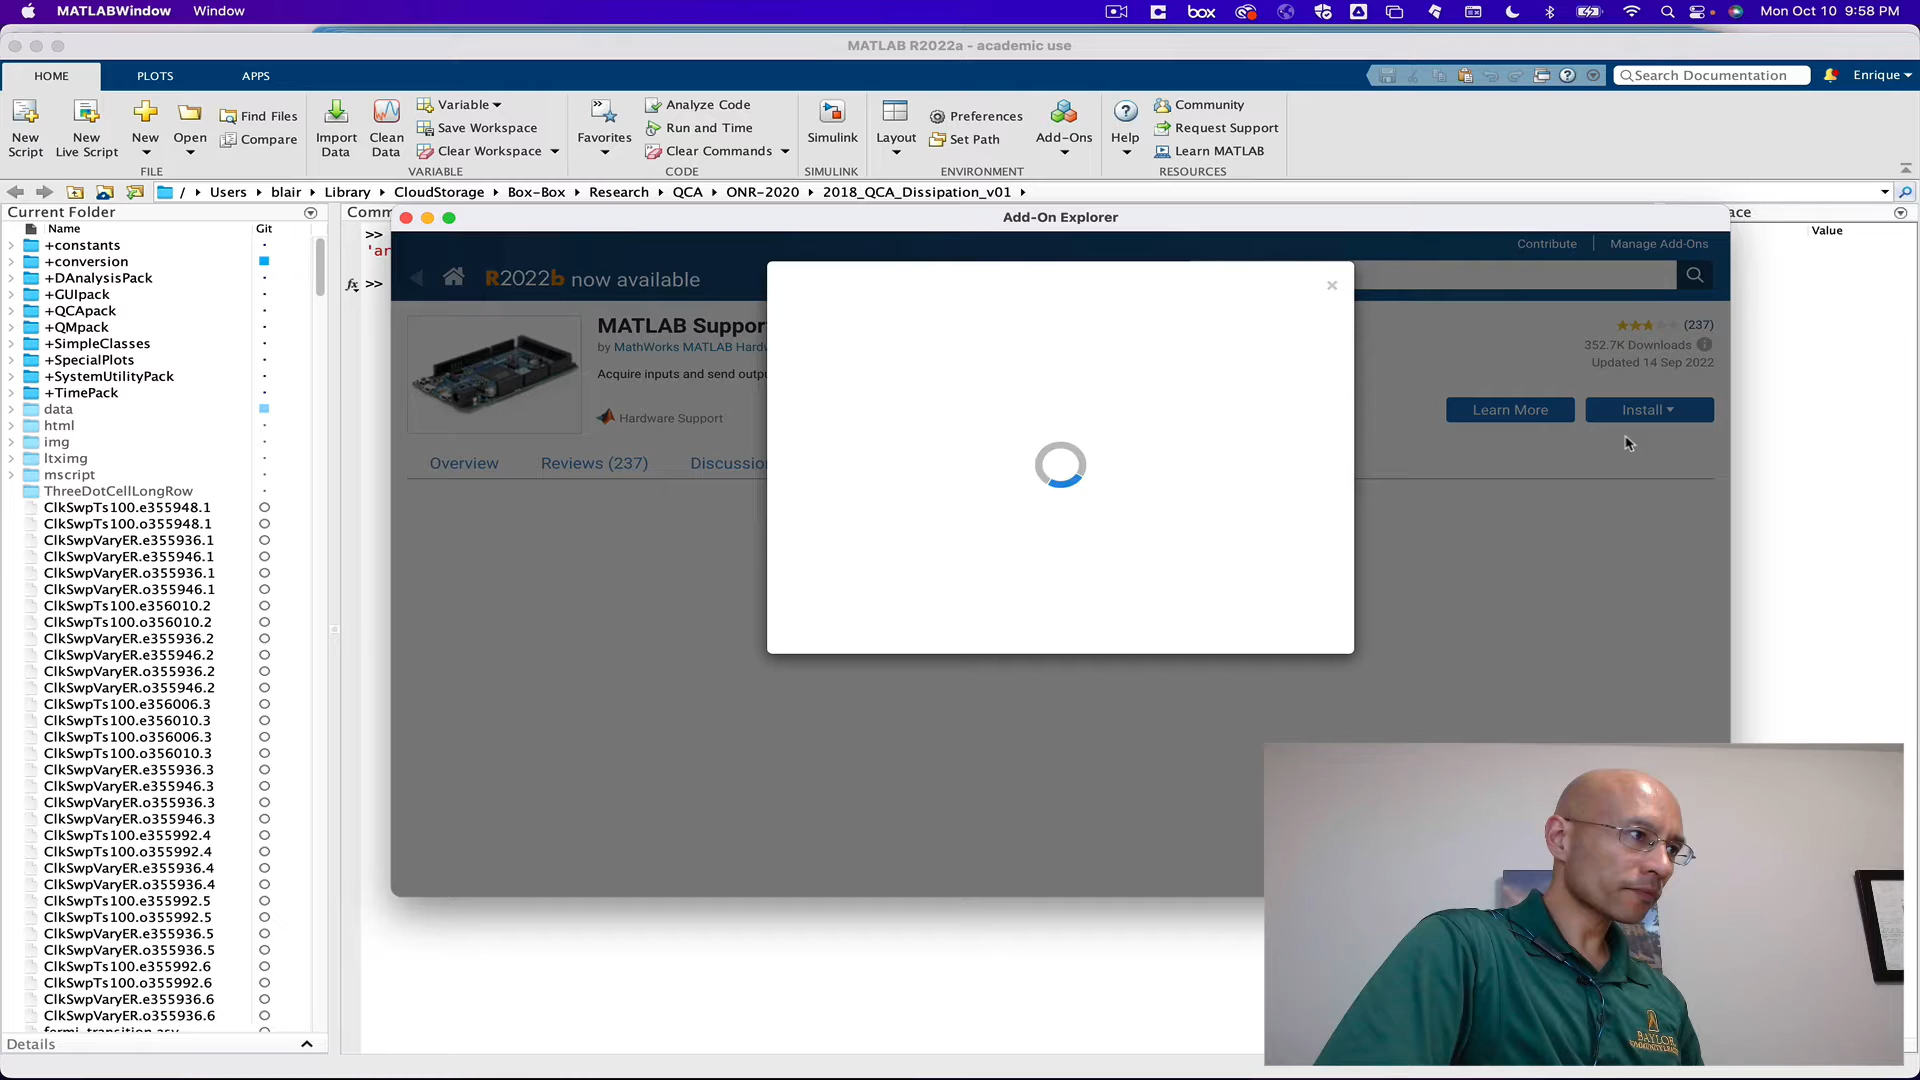 MATLABWindow Window
box
Mon Oct 10 9:58 PM
MATLAB R2022a - academic use
HOME PLOTS APPS
Search Documentation
Enrique
New Script
New Live Script
New
Open
Find Files
Compare
FILE
Import Data
Clean Data
Variable
Save Workspace
Clear Workspace
VARIABLE
Favorites
Analyze Code
Run and Time
Clear Commands
CODE
Simulink
SIMULINK
Layout
Preferences
Set Path
Add-Ons
ENVIRONMENT
Help
Community
Request Support
Learn MATLAB
RESOURCES
/ Users blair Library CloudStorage Box-Box Research QCA ONR-2020 2018_QCA_Dissipation_v01
Current Folder
Name Git
+constants
+conversion
+DAnalysisPack
+GUIpack
+QCApack
+QMpack
+SimpleClasses
+SpecialPlots
+SystemUtilityPack
+TimePack
data
html
img
ltximg
mscript
ThreeDotCellLongRow
ClkSwpTs100.e355948.1
ClkSwpTs100.o355948.1
ClkSwpVaryER.e355936.1
ClkSwpVaryER.e355946.1
ClkSwpVaryER.o355936.1
ClkSwpVaryER.o355946.1
ClkSwpTs100.e356010.2
ClkSwpTs100.o356010.2
ClkSwpVaryER.e355936.2
ClkSwpVaryER.e355946.2
ClkSwpVaryER.o355936.2
ClkSwpVaryER.o355946.2
ClkSwpTs100.e356006.3
ClkSwpTs100.e356010.3
ClkSwpTs100.o356006.3
ClkSwpTs100.o356010.3
ClkSwpVaryER.e355936.3
ClkSwpVaryER.e355946.3
ClkSwpVaryER.o355936.3
ClkSwpVaryER.o355946.3
ClkSwpTs100.e355992.4
ClkSwpTs100.o355992.4
ClkSwpVaryER.e355936.4
ClkSwpVaryER.o355936.4
ClkSwpTs100.e355992.5
ClkSwpTs100.o355992.5
ClkSwpVaryER.e355936.5
ClkSwpVaryER.o355936.5
ClkSwpTs100.e355992.6
ClkSwpTs100.o355992.6
ClkSwpVaryER.e355936.6
ClkSwpVaryER.o355936.6
Details
Comm
>>
'ar
fx >>
ace
Value
Add-On Explorer
Contribute Manage Add-Ons
R2022b now available
MATLAB Suppor
by MathWorks MATLAB Hardw
Acquire inputs and send outpu
Hardware Support
(237)
352.7K Downloads
Updated 14 Sep 2022
Learn More Install
Overview Reviews (237) Discussio
BAYLOR